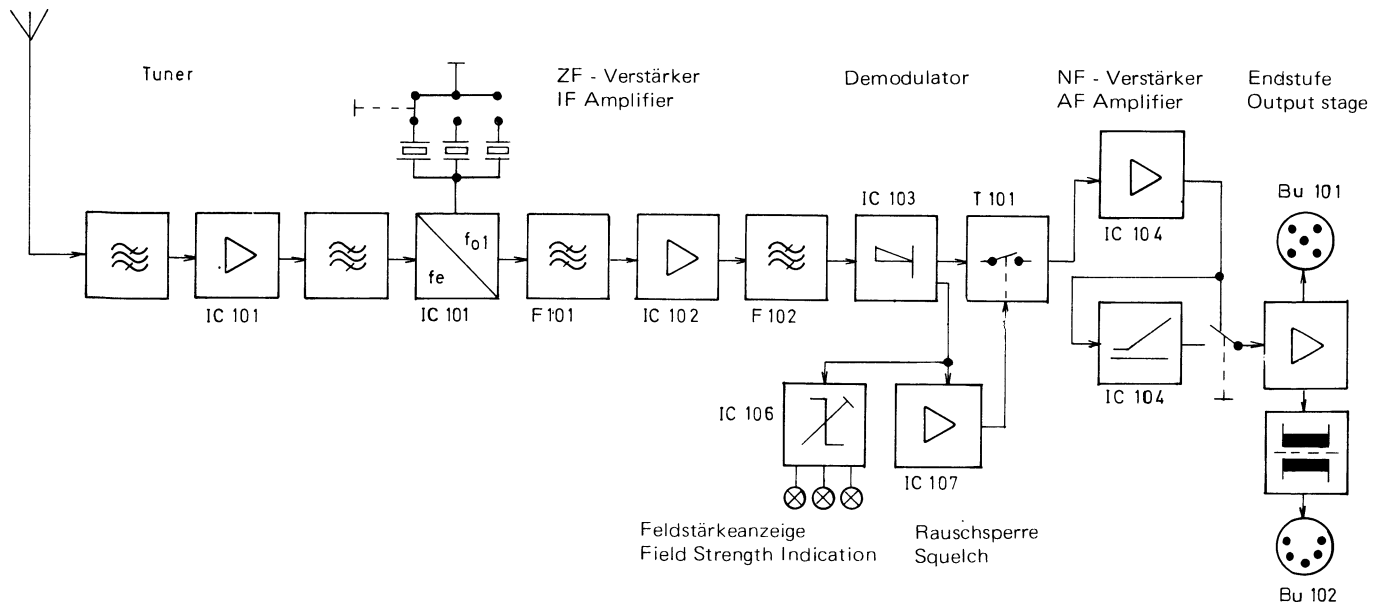 Tuner
ZF - Verstärker
IF Amplifier
Demodulator
NF - Verstärker
AF Amplifier
Endstufe
Output stage
IC 103
T 101
Bu 101
IC 104
fo1
fe
IC 101
IC 101
F 101
IC 102
F 102
IC 104
IC 106
IC 107
Feldstärkeanzeige
Field Strength Indication
Rauschsperre
Squelch
Bu 102